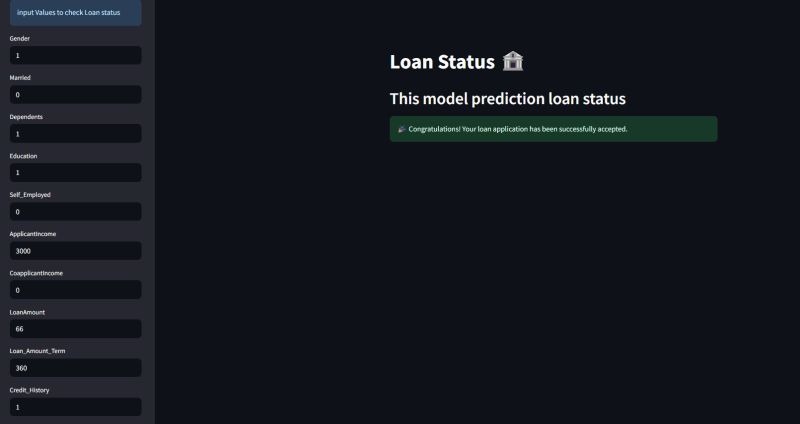 input Values to check Loan status
Gender
1
Married
0
Dependents
1
Education
1
Self_Employed
0
ApplicantIncome
3000
CoapplicantIncome
0
LoanAmount
66
Loan_Amount_Term
360
Credit_History
1
Loan Status 🏛️
This model prediction loan status
🎉 Congratulations! Your loan application has been successfully accepted.